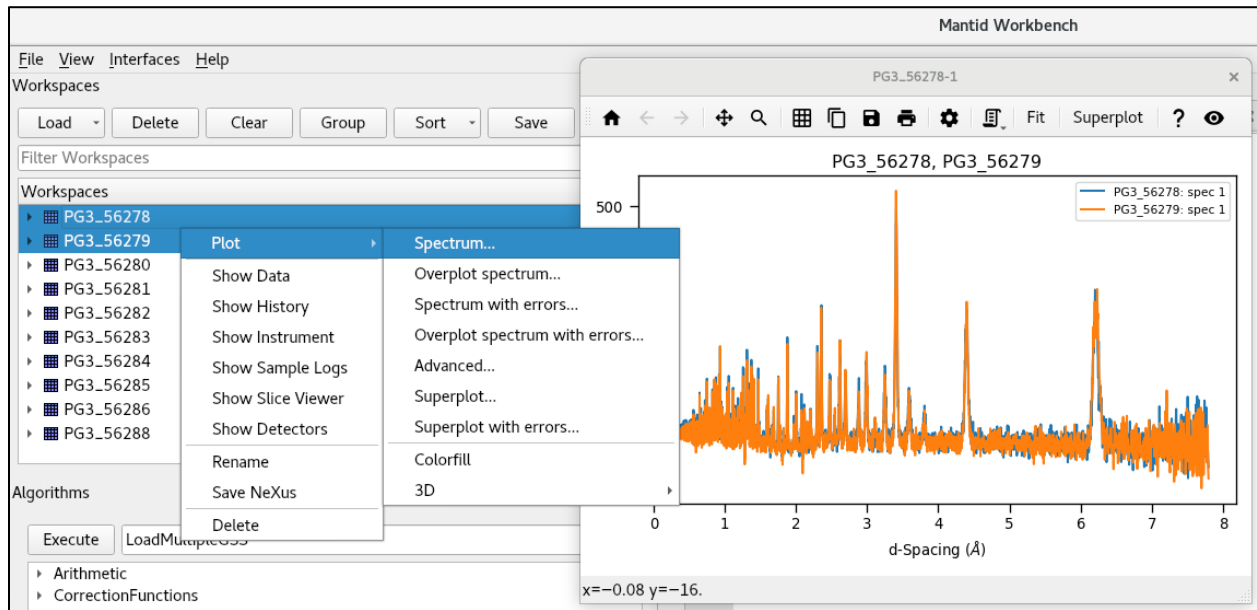 Mantid Workbench
File View Interfaces Help
Workspaces
Load Delete Clear Group Sort Save
Filter Workspaces
Workspaces
PG3_56278
PG3_56279
PG3_56280
PG3_56281
PG3_56282
PG3_56283
PG3_56284
PG3_56285
PG3_56286
PG3_56288
Plot
Show Data
Show History
Show Instrument
Show Sample Logs
Show Slice Viewer
Show Detectors
Rename
Save NeXus
Delete
Spectrum...
Overplot spectrum...
Spectrum with errors...
Overplot spectrum with errors...
Advanced...
Superplot...
Superplot with errors...
Colorfill
3D
Algorithms
Execute
Arithmetic
CorrectionFunctions
PG3_56278-1
Fit Superplot ?
PG3_56278, PG3_56279
PG3_56278: spec 1
PG3_56279: spec 1
500
0 1 2 3 4 5 6 7 8
d-Spacing (Å)
x=−0.08 y=−16.